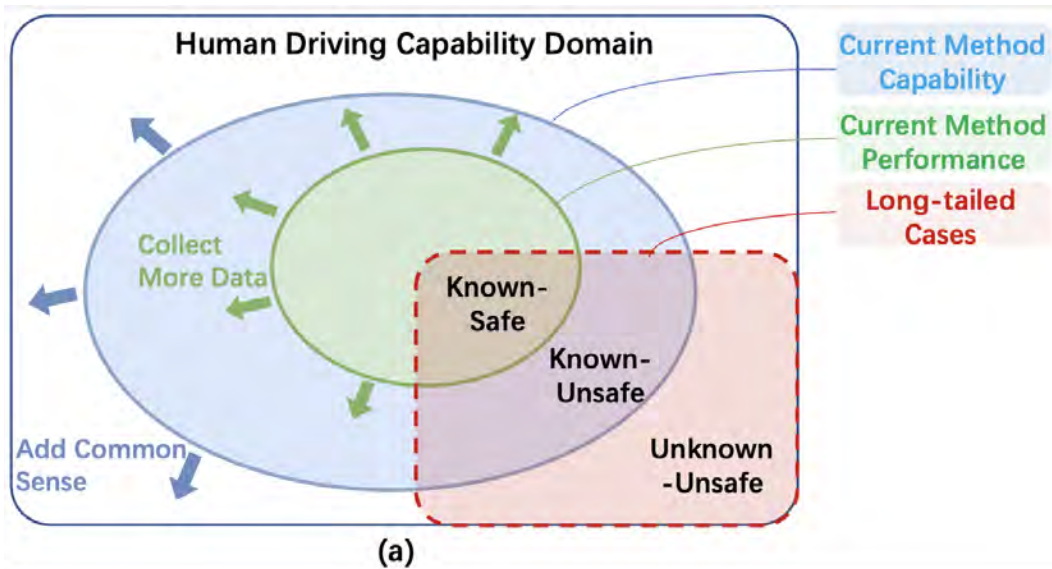 Human Driving Capability Domain
Current Method
Capability
Current Method
Performance
Long-tailed
Cases
Collect
More Data
Known-
Safe
Known-
Unsafe
Add Common
Sense
Unknown
-Unsafe
(a)